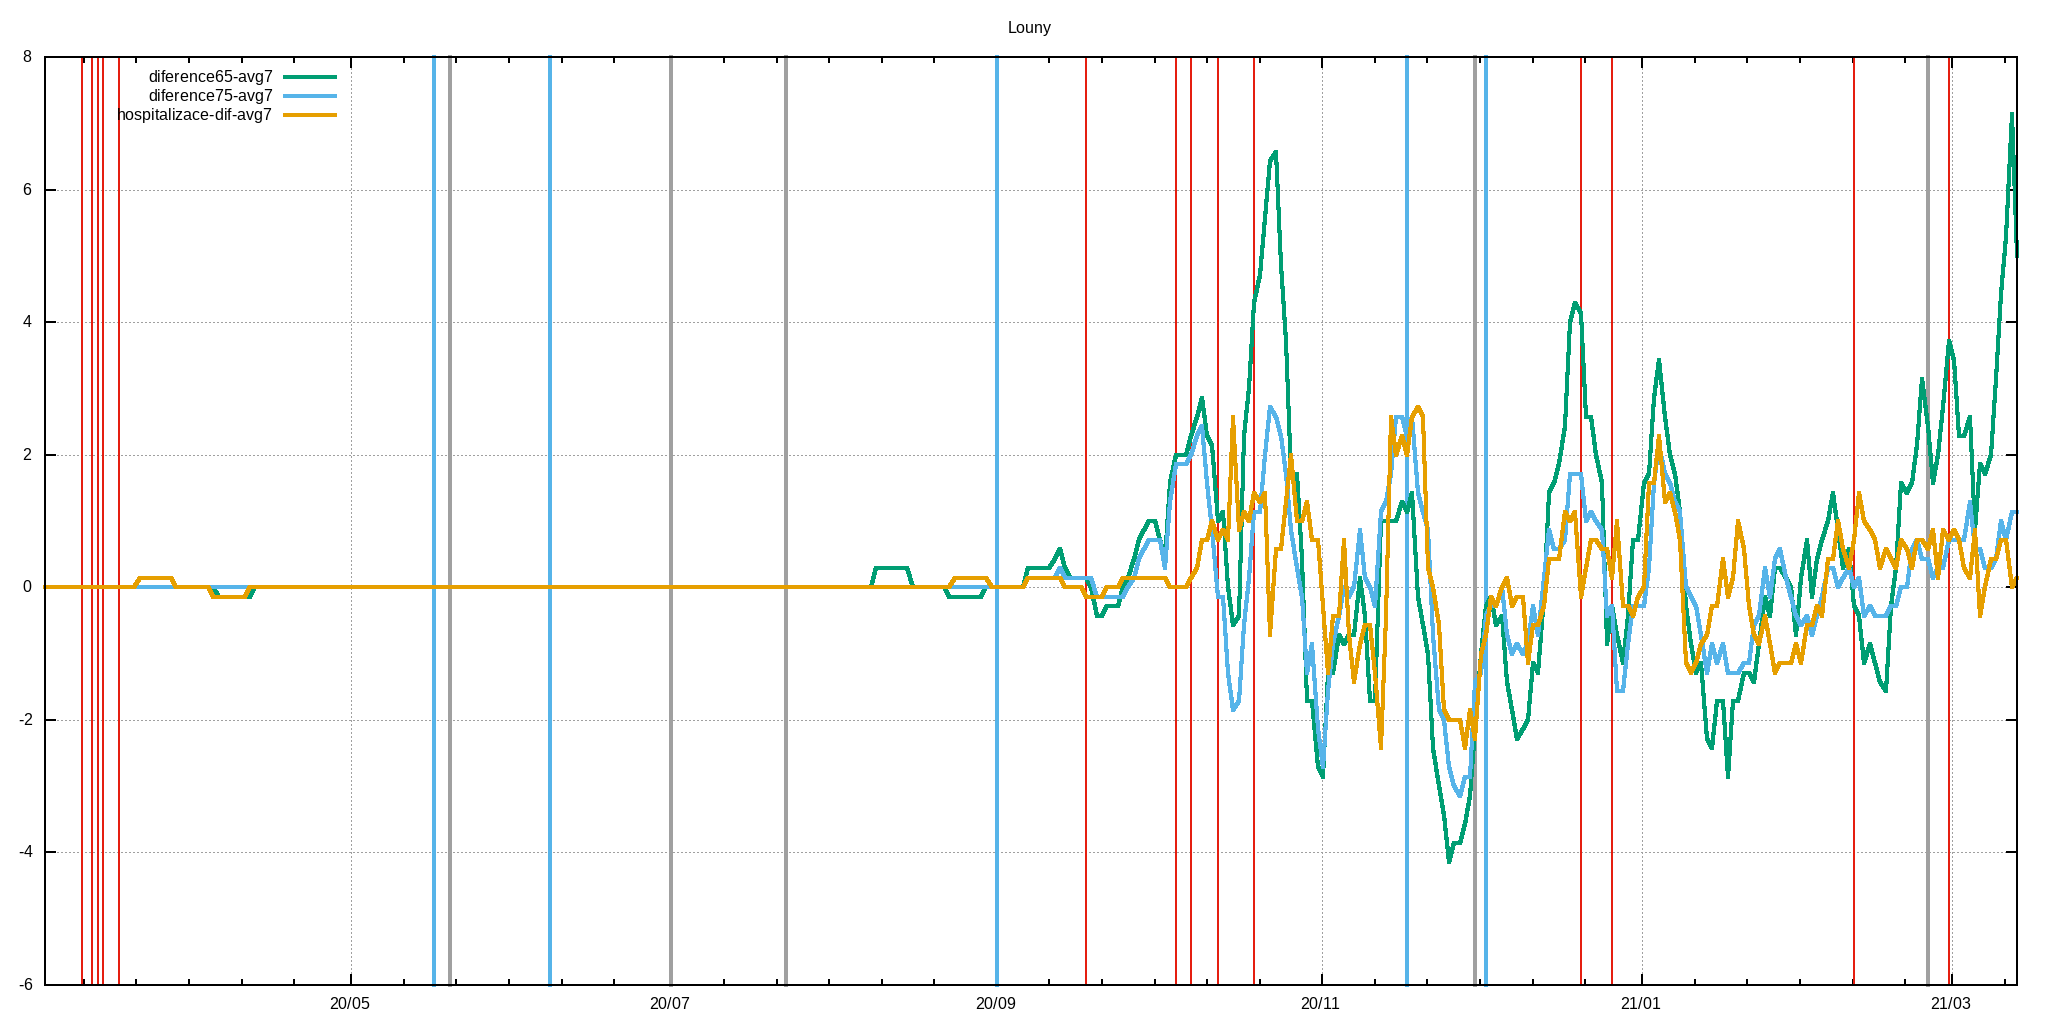 Louny
8
diference65-avg7
diference75-avg7
hospitalizace-dif-avg7
6
4
2
0
-2
-4
-6
20/05 20/07 20/09 20/11 21/01 21/03